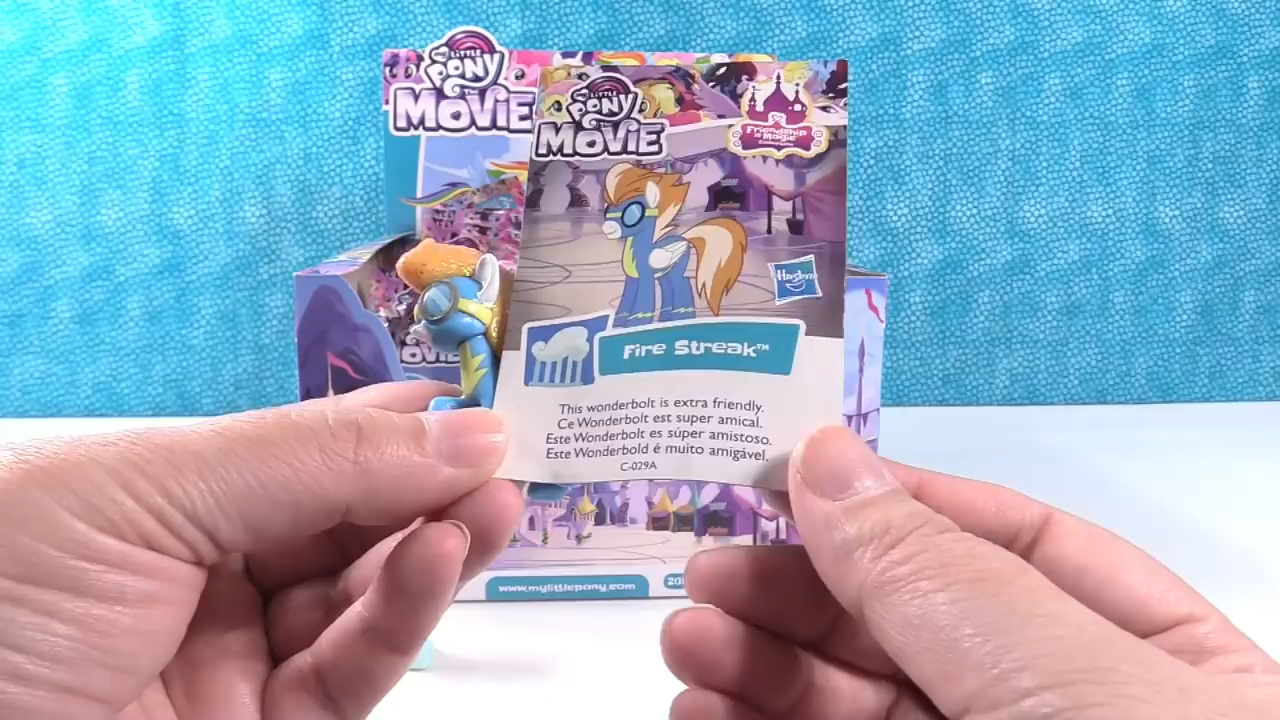 my LITTLE
PONY
THE
MOVIE
my LITTLE
PONY
THE
MOVIE
Friendship
is Magic
Hasbro
Fire Streak™
This wonderbolt is extra friendly.
Ce Wonderbolt est super amical.
Este Wonderbolt es súper amistoso.
Este Wonderbold é muito amigável.
C-029A
www.mylittlepony.com